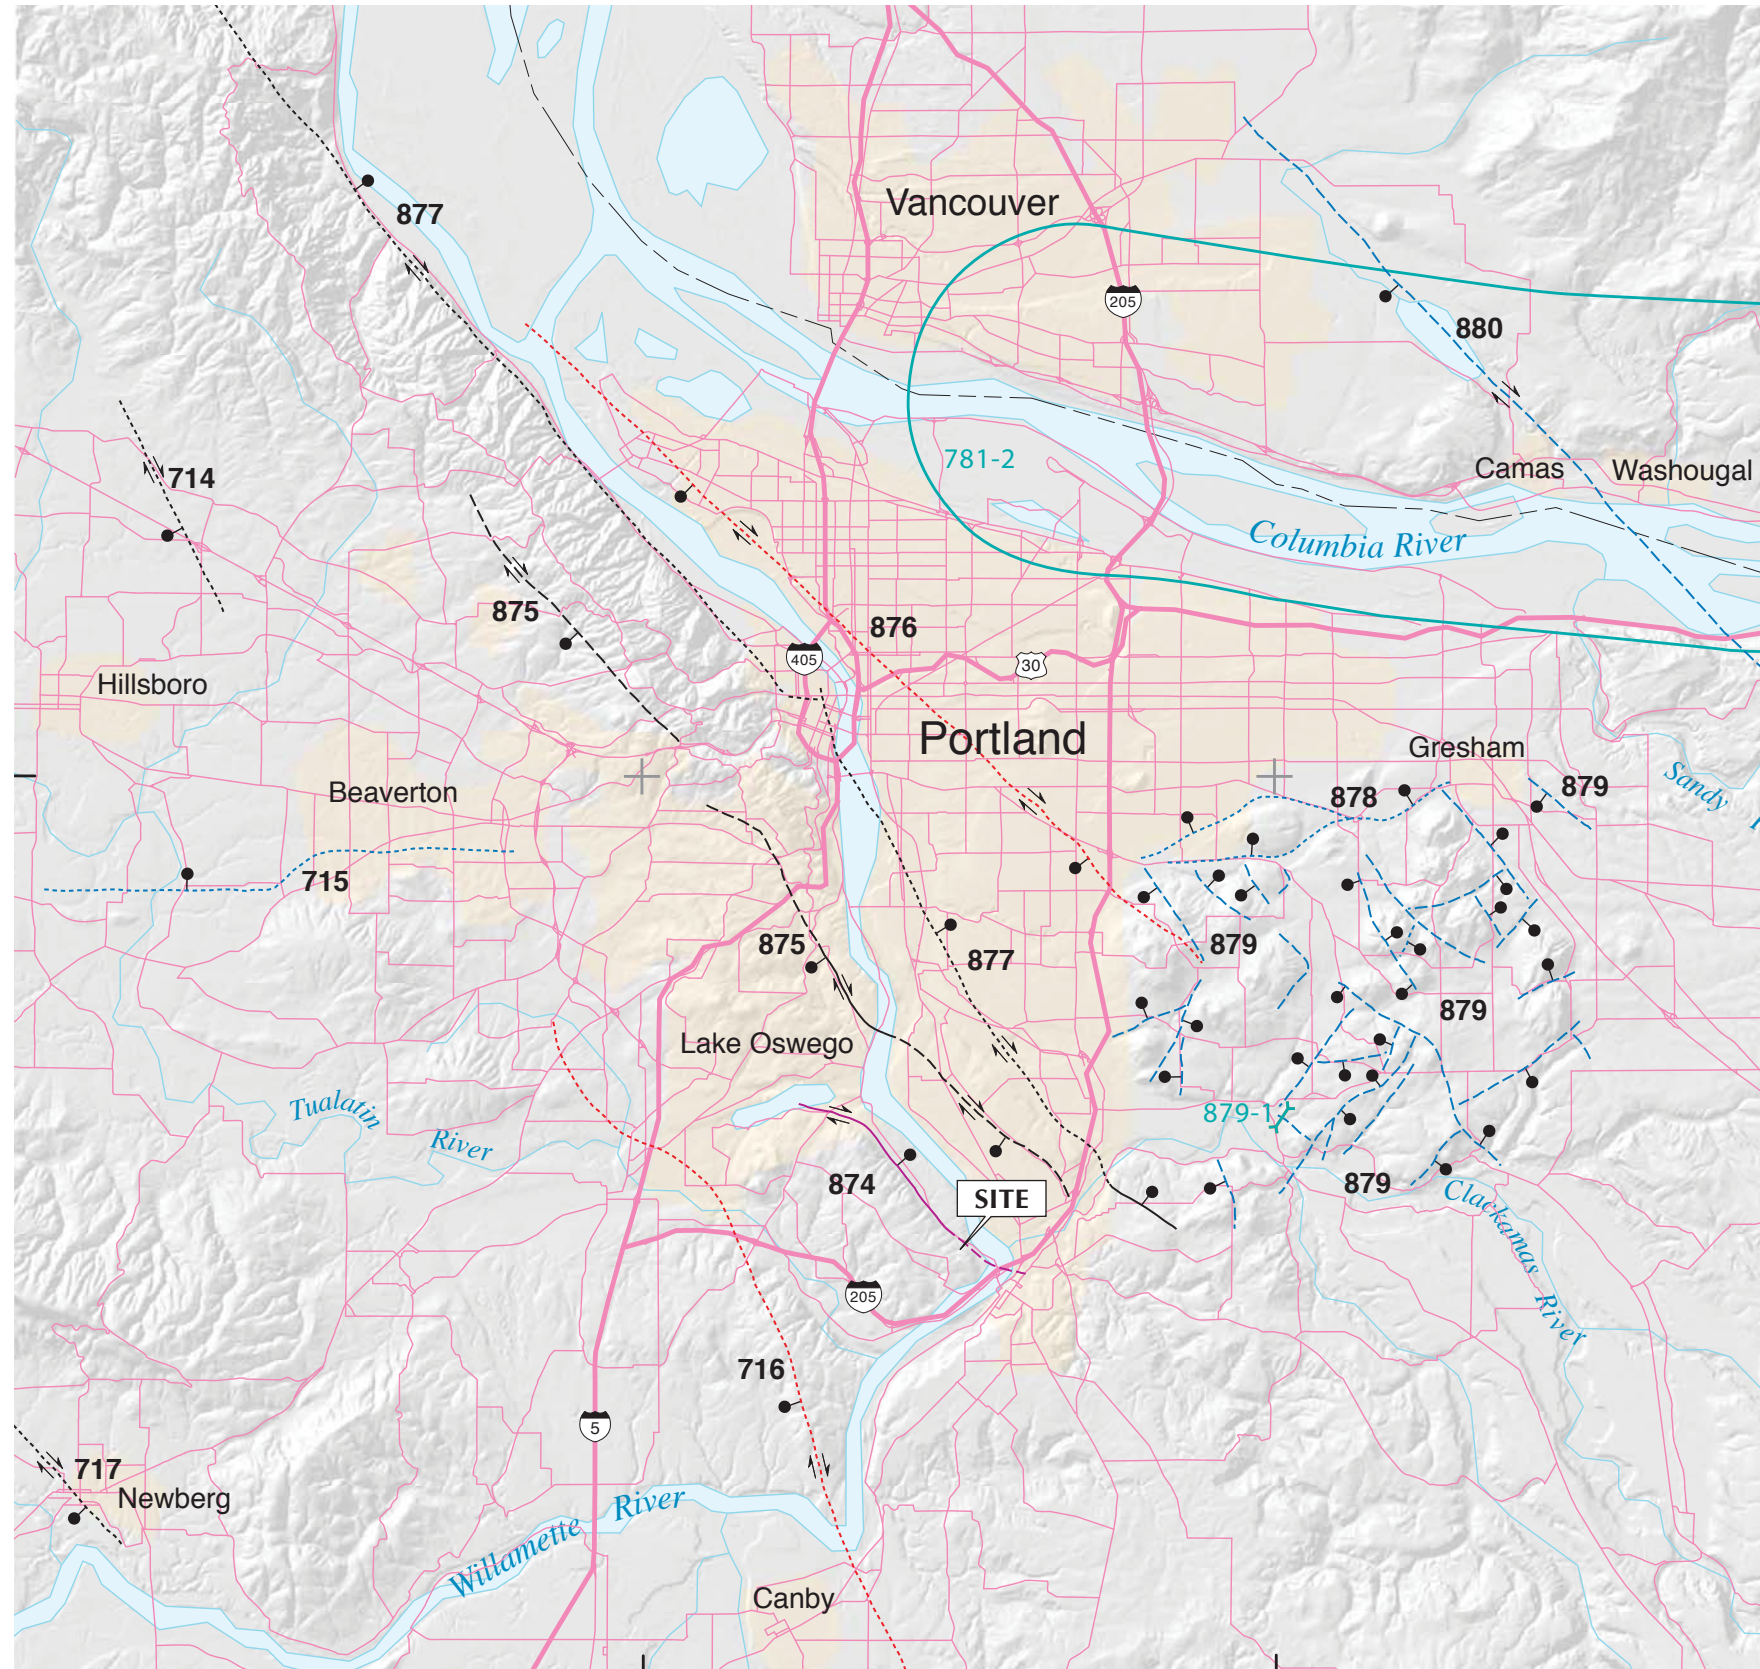 Vancouver
877
205
880
781-2
714
Camas
Washougal
Columbia River
875
876
405
30
Hillsboro
Portland
Gresham
Beaverton
878
879
Sandy
715
875
877
879
879
Lake Oswego
Tualatin
River
879-1
874
SITE
879
Clackamas
River
205
716
5
717
Newberg
Willamette River
Canby